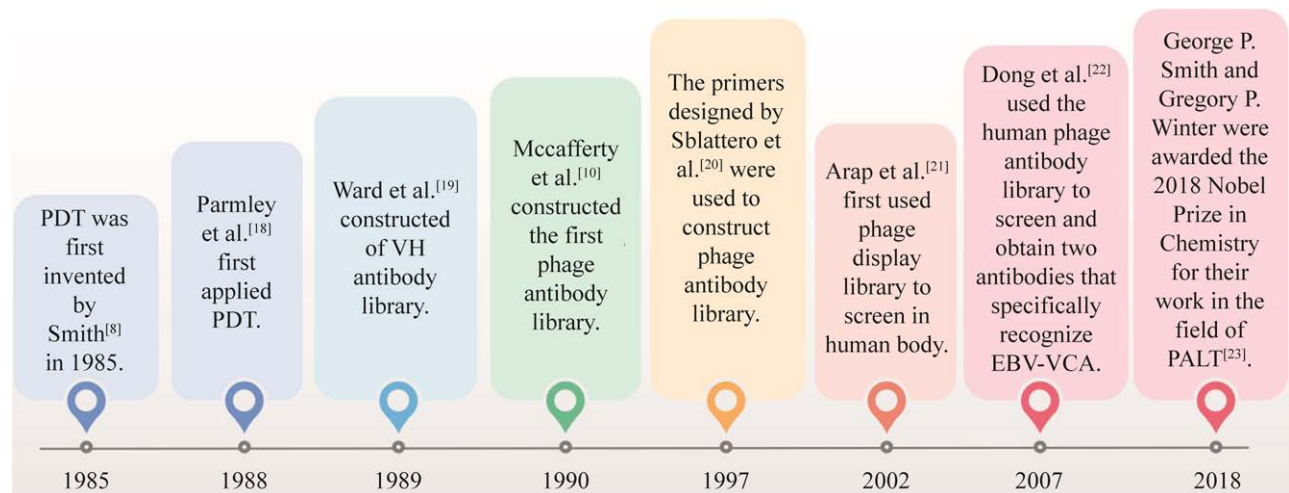 PDT was
first
invented
by
Smith[8]
in 1985.
Parmley
et al.[18]
first
applied
PDT.
Ward et al.[19]
constructed
of VH
antibody
library.
Mccafferty
et al.[10]
constructed
the first
phage
antibody
library.
The primers
designed by
Sblattero et
al.[20] were
used to
construct
phage
antibody
library.
Arap et al.[21]
first used
phage
display
library to
screen in
human body.
Dong et al.[22]
used the
human phage
antibody
library to
screen and
obtain two
antibodies that
specifically
recognize
EBV-VCA.
George P.
Smith and
Gregory P.
Winter were
awarded the
2018 Nobel
Prize in
Chemistry
for their
work in the
field of
PALT[23].
1985
1988
1989
1990
1997
2002
2007
2018